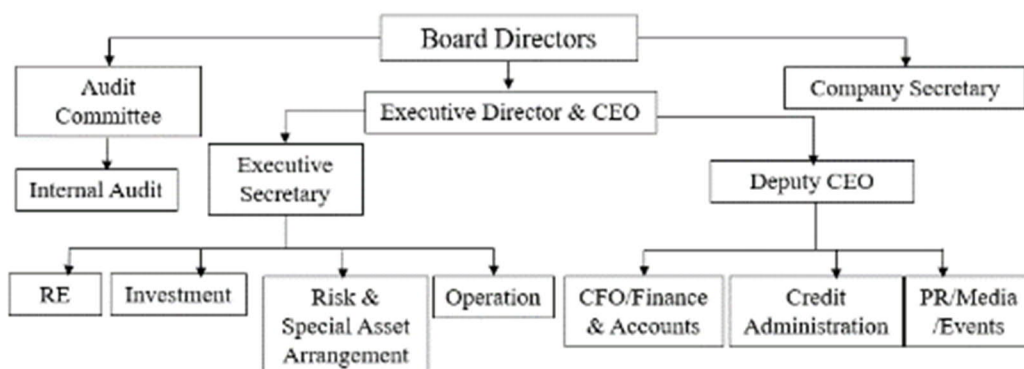 Board Directors
Audit
Committee
Company Secretary
Executive Director & CEO
Internal Audit
Executive
Secretary
Deputy CEO
RE
Investment
Risk &
Special Asset
Arrangement
Operation
CFO/Finance
& Accounts
Credit
Administration
PR/Media
/Events